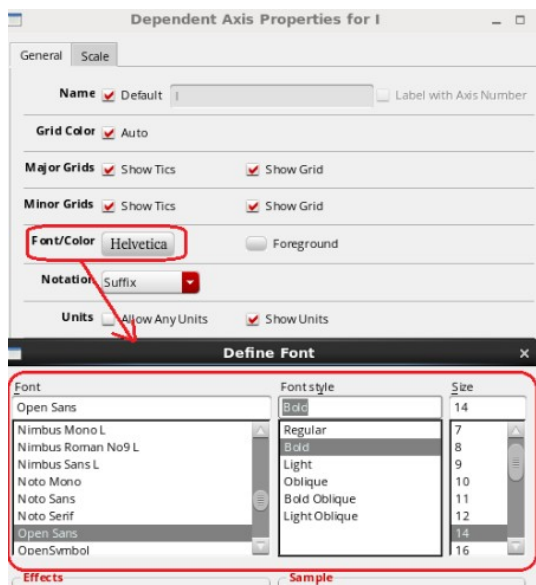 Dependent Axis Properties for I
General Scale
Name Default I Label with Axis Number
Grid Color Auto
Major Grids Show Tics Show Grid
Minor Grids Show Tics Show Grid
Font/Color Helvetica Foreground
Notation Suffix
Units Allow Any Units Show Units
Define Font
Font Font style Size
Open Sans Bold 14
Nimbus Mono L Regular 7
Nimbus Roman No9 L Bold 8
Nimbus Sans L Light 9
Noto Mono Oblique 10
Noto Sans Bold Oblique 11
Noto Serif Light Oblique 12
Open Sans 14
OpenSymbol 16
Effects Sample